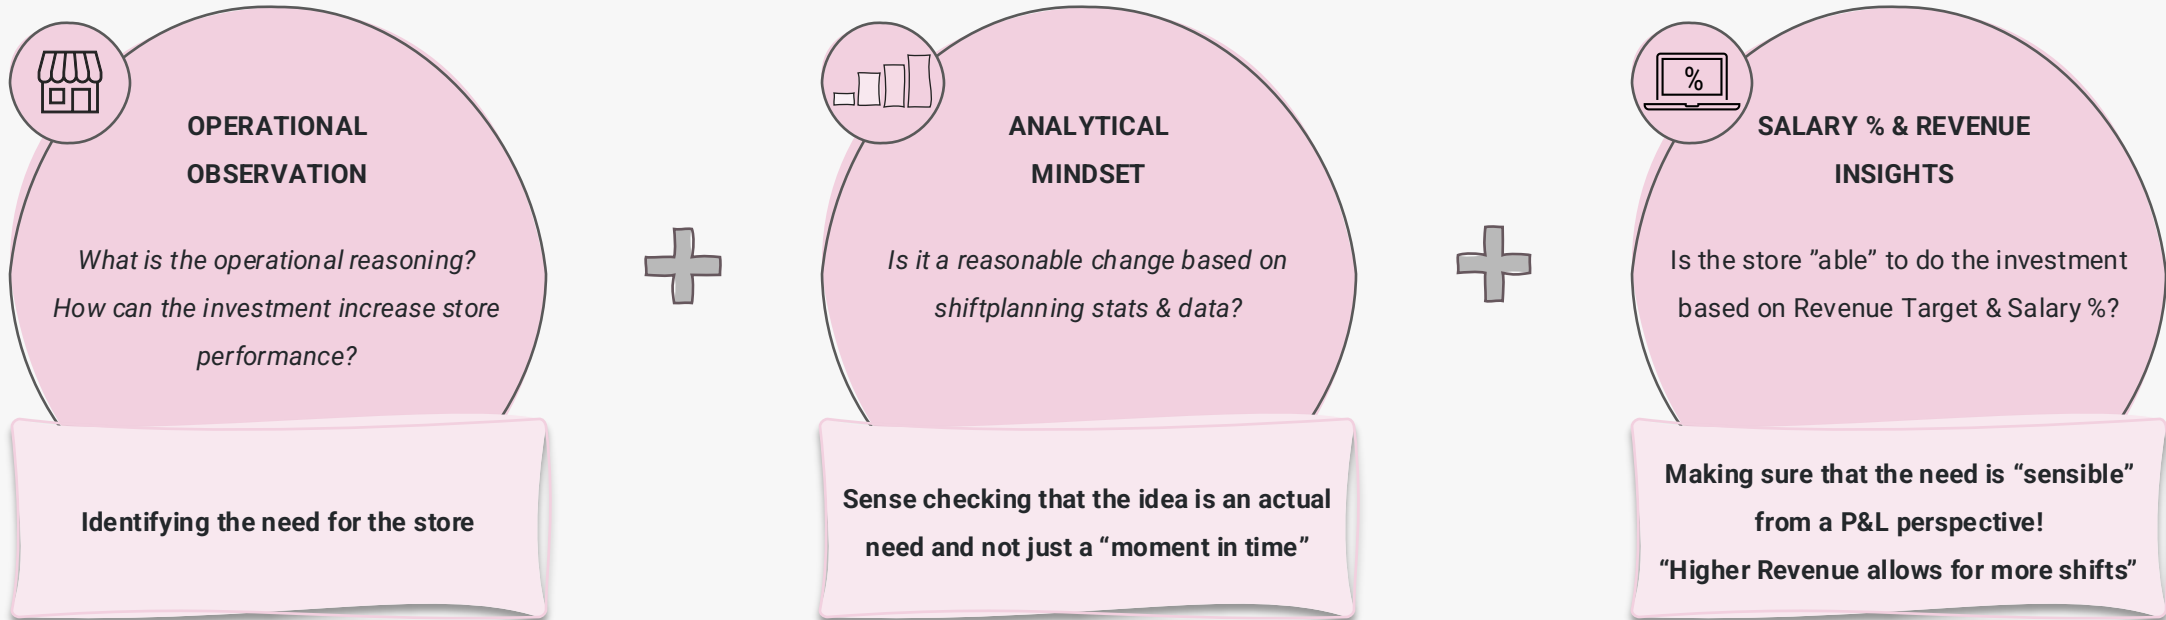 OPERATIONAL
OBSERVATION
What is the operational reasoning?
How can the investment increase store
performance?
Identifying the need for the store
ANALYTICAL
MINDSET
Is it a reasonable change based on
shiftplanning stats & data?
Sense checking that the idea is an actual
need and not just a “moment in time”
%
SALARY % & REVENUE
INSIGHTS
Is the store ”able” to do the investment
based on Revenue Target & Salary %?
Making sure that the need is “sensible”
from a P&L perspective!
“Higher Revenue allows for more shifts”